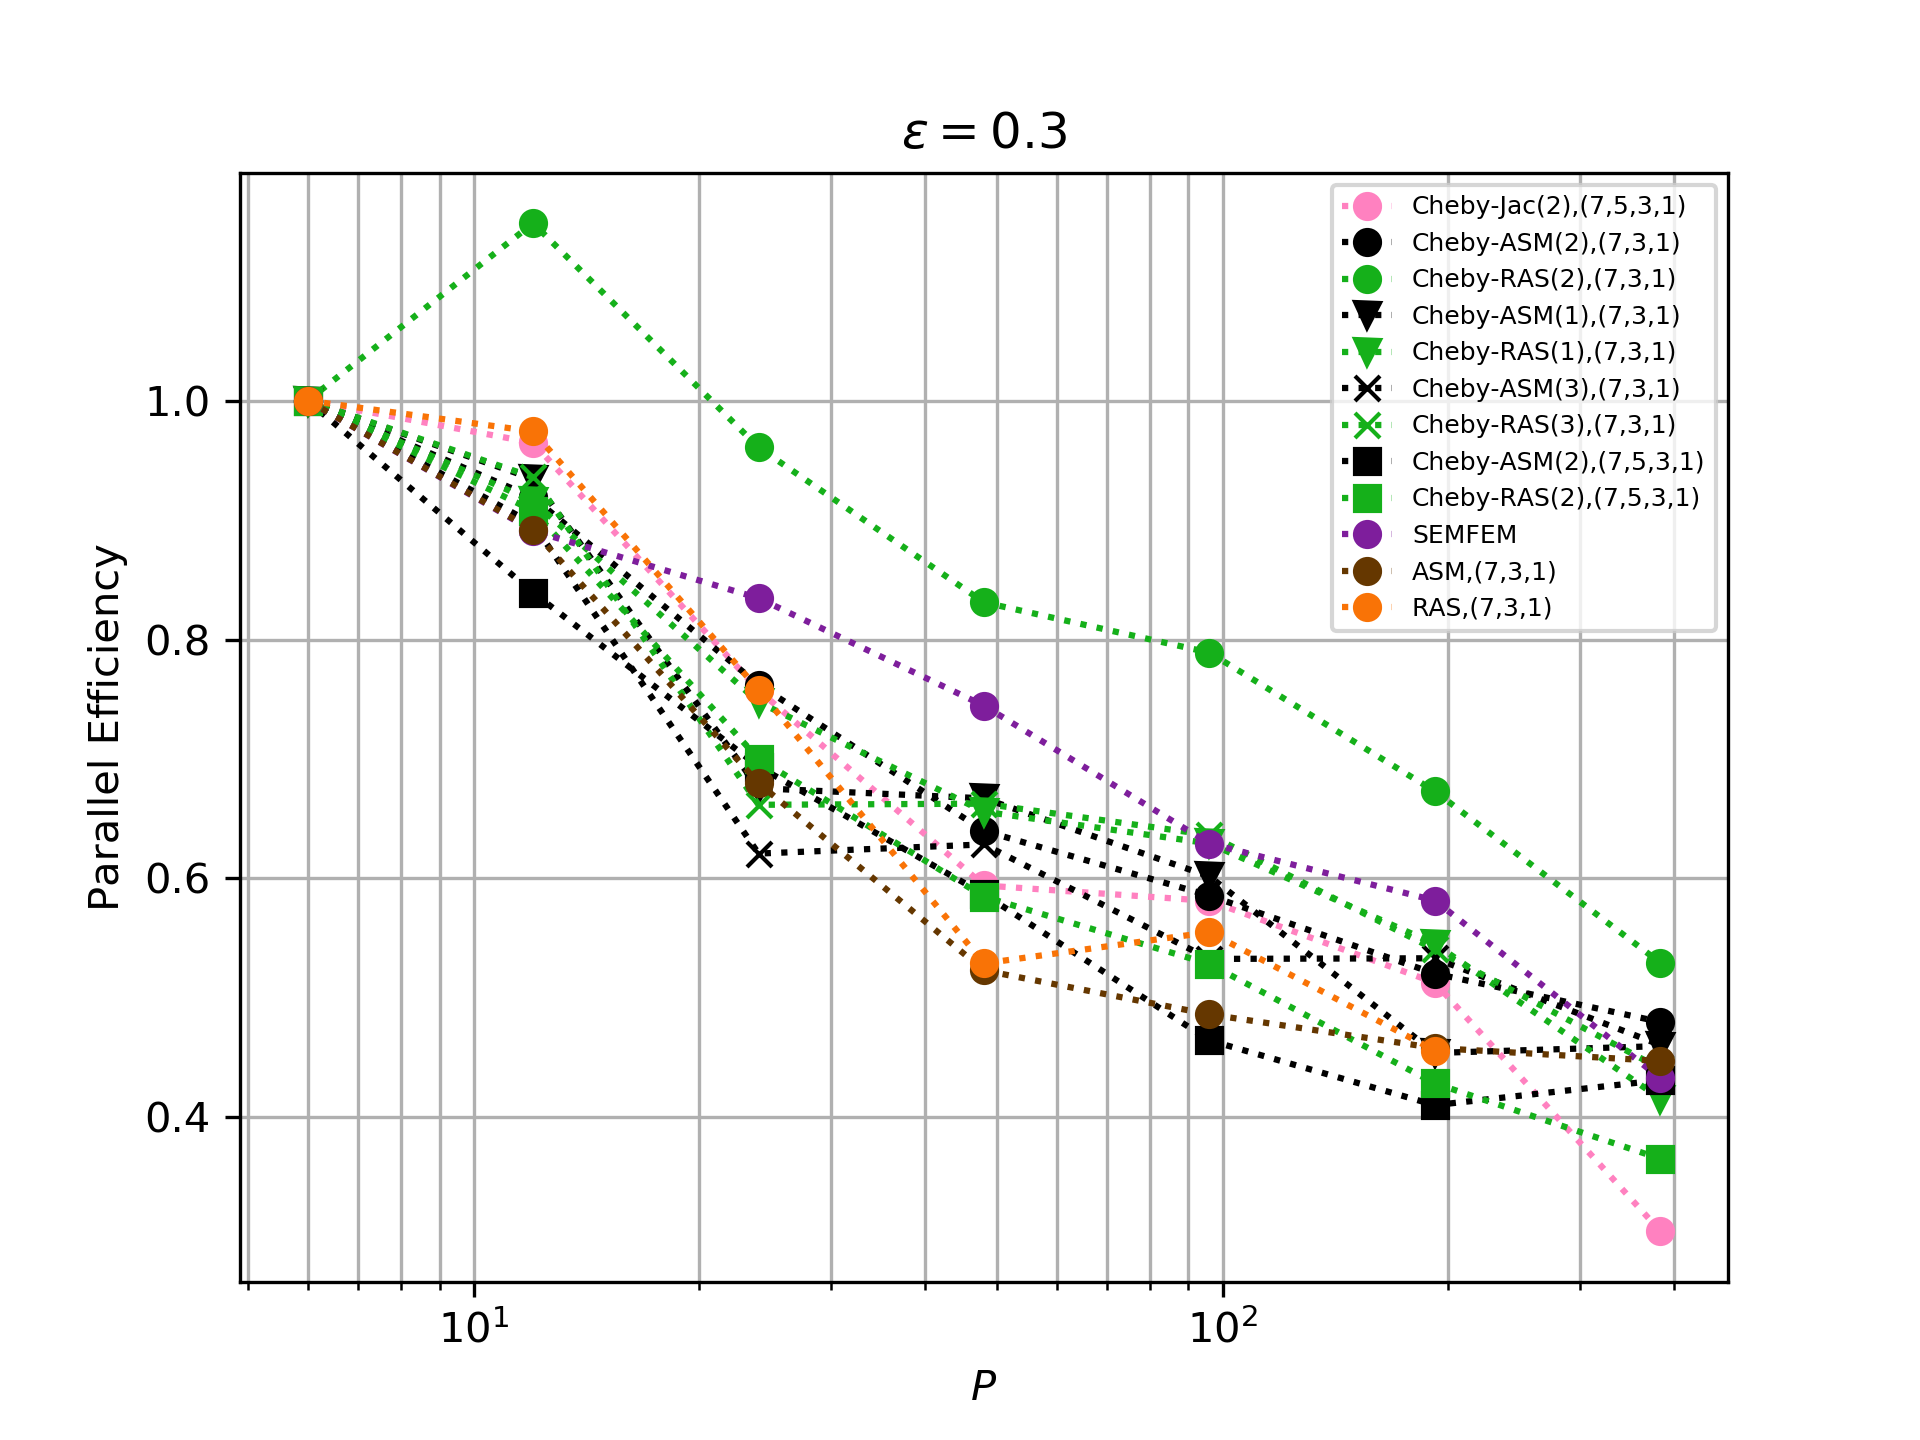 ε = 0.3
Cheby-Jac(2),(7,5,3,1)
Cheby-ASM(2),(7,3,1)
Cheby-RAS(2),(7,3,1)
Cheby-ASM(1),(7,3,1)
Cheby-RAS(1),(7,3,1)
Cheby-ASM(3),(7,3,1)
Cheby-RAS(3),(7,3,1)
Cheby-ASM(2),(7,5,3,1)
Cheby-RAS(2),(7,5,3,1)
SEMFEM
ASM,(7,3,1)
RAS,(7,3,1)
Parallel Efficiency
1.0
0.8
0.6
0.4
10¹ 10²
P